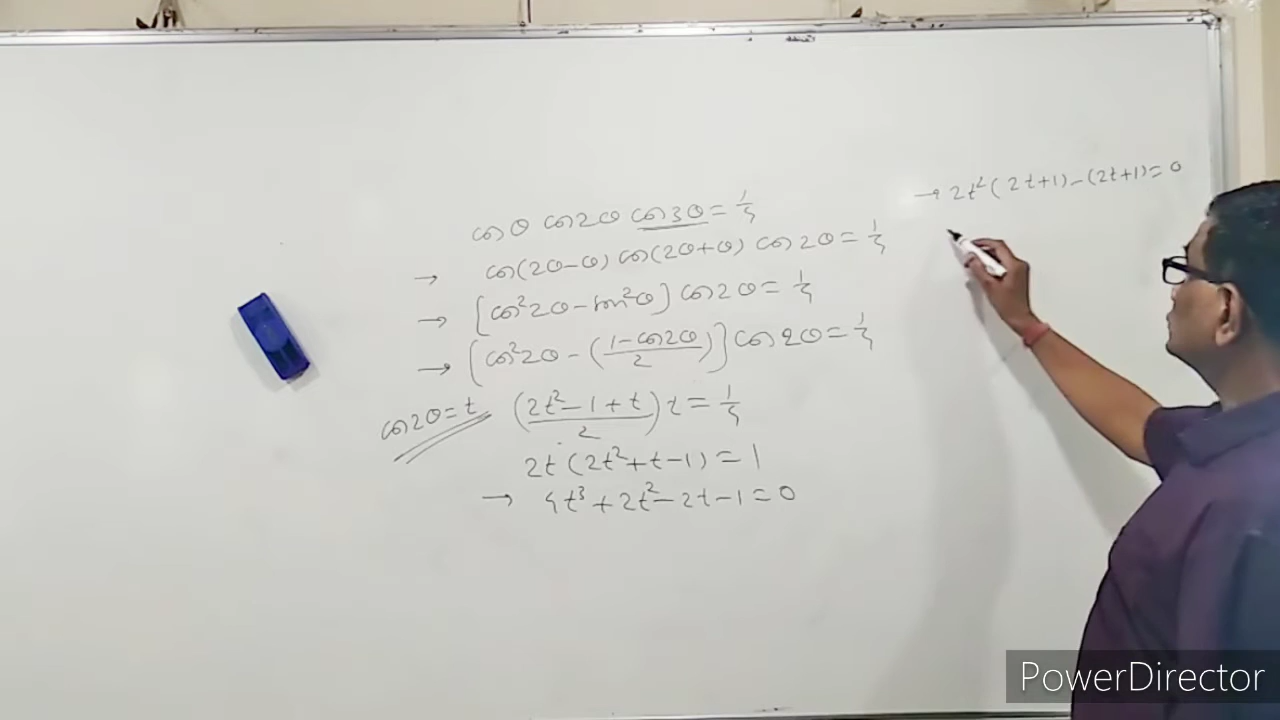 cosθ cos2θ cos3θ = 1/4
→ cos(2θ-θ) cos(2θ+θ) cos2θ = 1/4
→ [cos²2θ - sin²θ] cos2θ = 1/4
→ [cos²2θ - (1-cos2θ/2)] cos2θ = 1/4
cos2θ = t (2t²-1+t/2) t = 1/4
2t (2t²+t-1) = 1
→ 4t³+2t²-2t-1 = 0
→ 2t²(2t+1)-(2t+1) = 0
PowerDirector